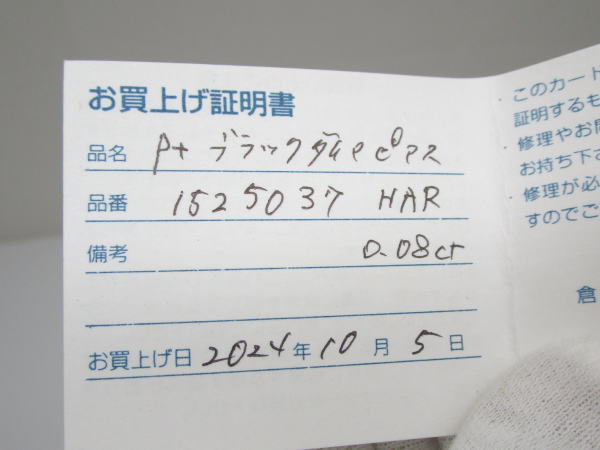 お買上げ証明書
品名 Pt ブラックダイヤピアス
品番 1525037 HAR
備考 0.08ct
お買上げ日 2024年 10月 5日
このカード
証明するも
・修理やお問
お持ち下さ
・修理が必
すのでご
倉